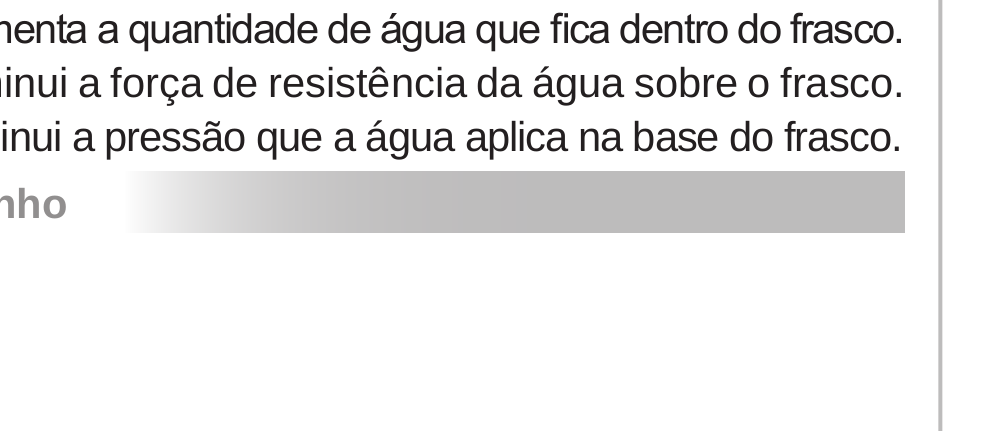 menta a quantidade de água que fica dentro do frasco.
inui a força de resistência da água sobre o frasco.
inui a pressão que a água aplica na base do frasco.
nho